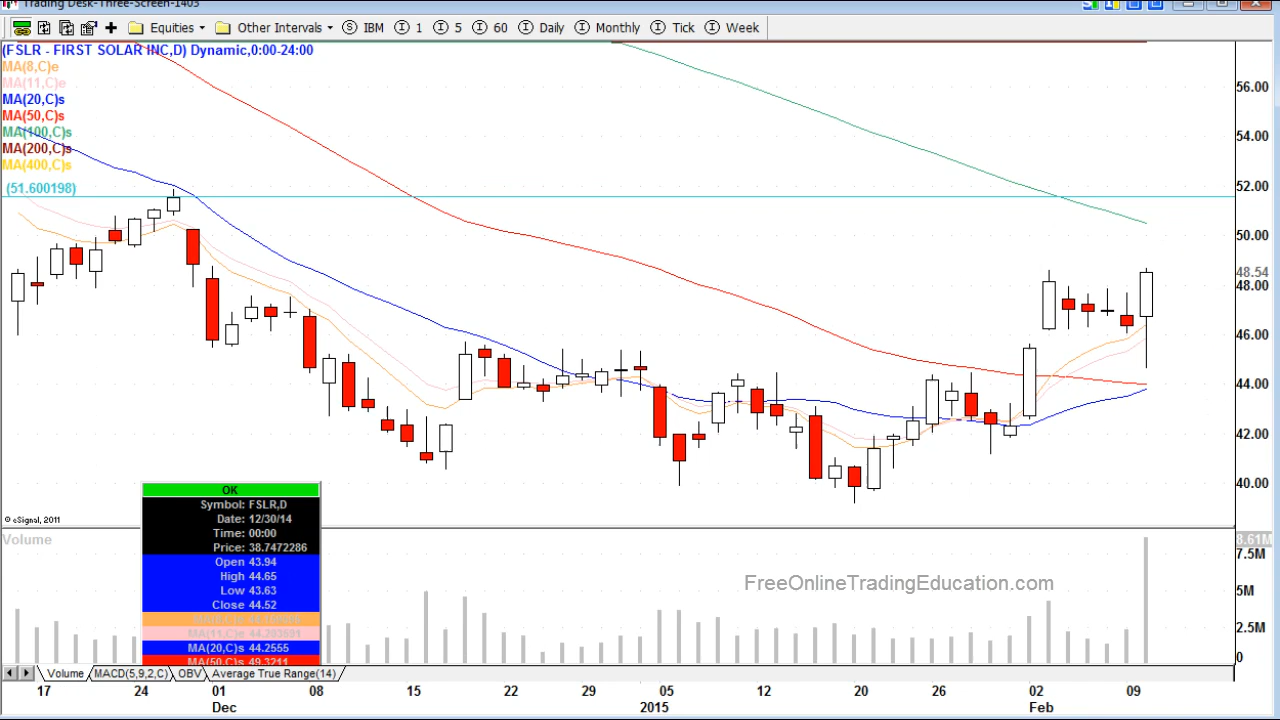 Trading Desk-Three-Screen-1403
Equities Other Intervals IBM 1 5 60 Daily Monthly Tick Week
(FSLR - FIRST SOLAR INC,D) Dynamic,0:00-24:00
MA(8,C)e
MA(11,C)e
MA(20,C)s
MA(50,C)s
MA(100,C)s
MA(200,C)s
MA(400,C)s
(51.600198)
56.00
54.00
52.00
50.00
48.54
48.00
46.00
44.00
42.00
40.00
© eSignal, 2011
OK
Symbol: FSLR,D
Date: 12/30/14
Time: 00:00
Price: 38.7472286
Open 43.94
High 44.65
Low 43.63
Close 44.52
MA(11,C)e 44.203591
MA(20,C)s 44.2555
MA(50,C)s 49.3211
Volume
8.61M
7.5M
5M
2.5M
0
FreeOnlineTradingEducation.com
Volume MACD(5,9,2,C) OBV Average True Range(14)
17 24 01 08 15 22 29 05 12 20 26 02 09
Dec 2015 Feb